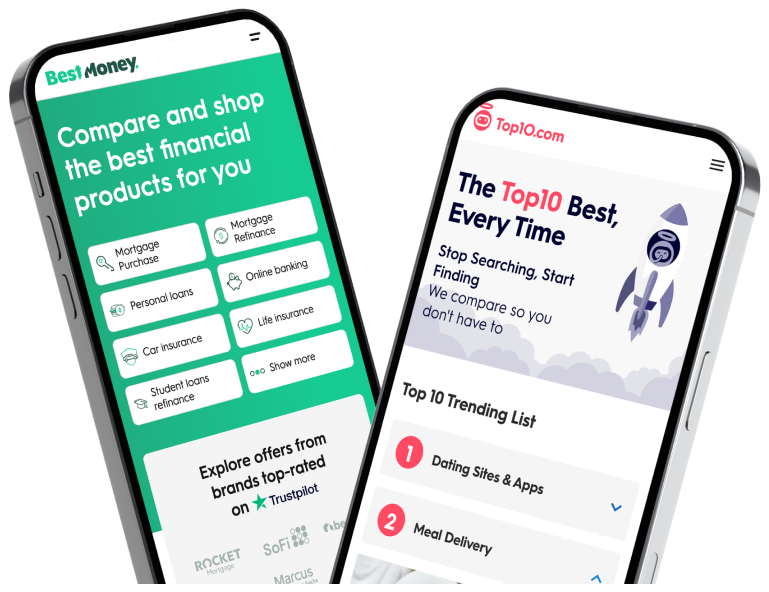 BestMoney.
Compare and shop
the best financial
products for you
Mortgage
Purchase
Mortgage
Refinance
Personal loans
Online banking
Car insurance
Life insurance
Student loans
refinance
Show more
Explore offers from
brands top-rated
on Trustpilot
ROCKET
Mortgage
SoFi
be
Marcus
Top10.com
The Top10 Best,
Every Time
Stop Searching, Start
Finding
We compare so you
don't have to
Top 10 Trending List
1 Dating Sites & Apps
2 Meal Delivery